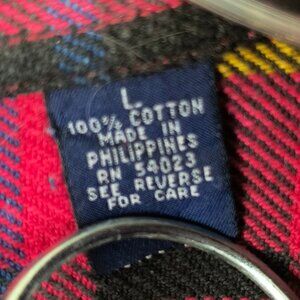 L.
100% COTTON
MADE IN
PHILIPPINES
RN 54023
SEE REVERSE
FOR CARE